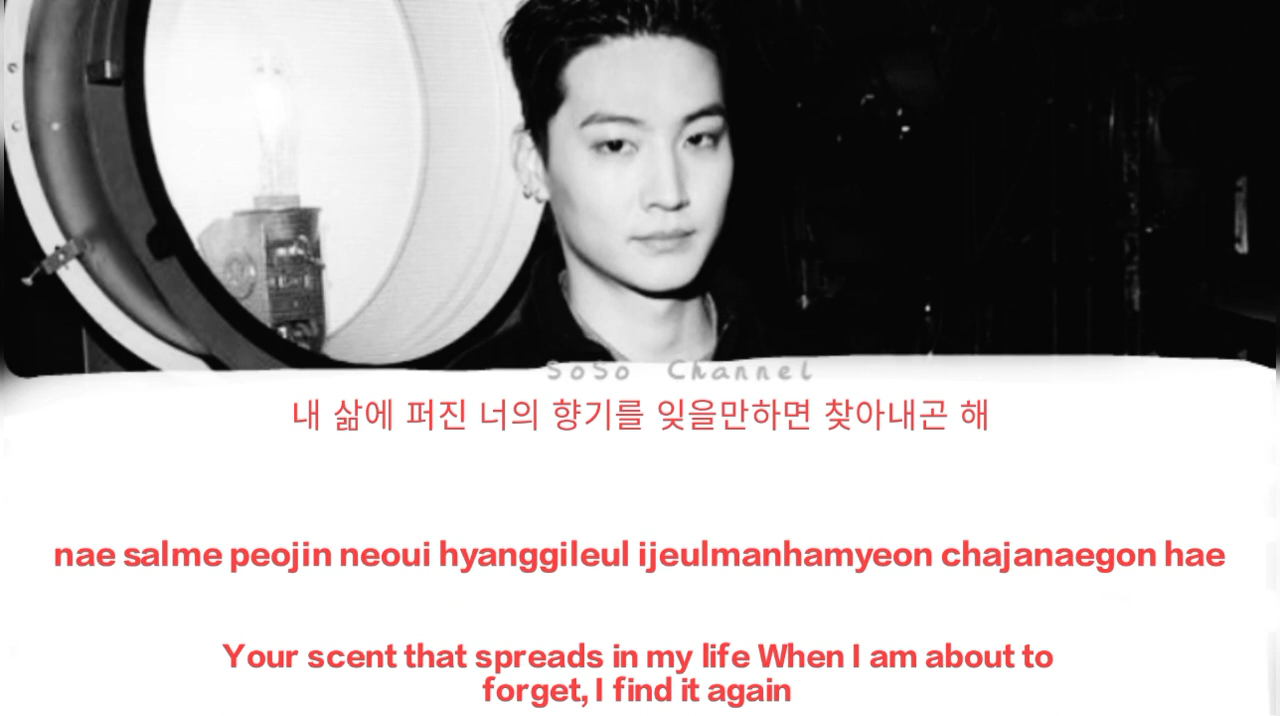 SoSo Channel
내 삶에 퍼진 너의 향기를 잊을만하면 찾아내곤 해
nae salme peojin neoui hyanggileul ijeulmanhamyeon chajanaegon hae
Your scent that spreads in my life When I am about to
forget, I find it again